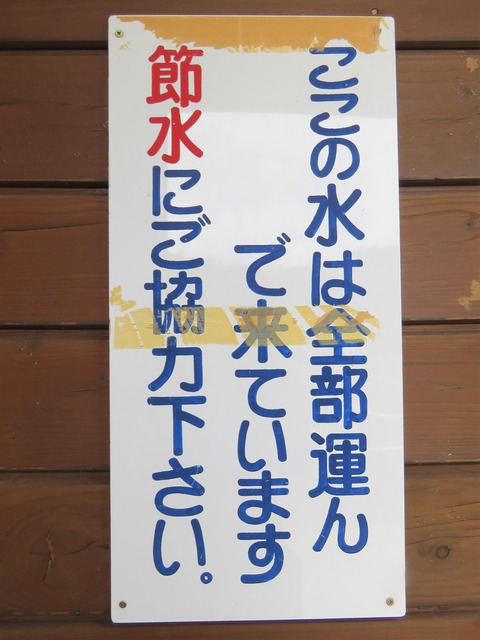 ここの水は全部運ん
で来ています
節水にご協力下さい。